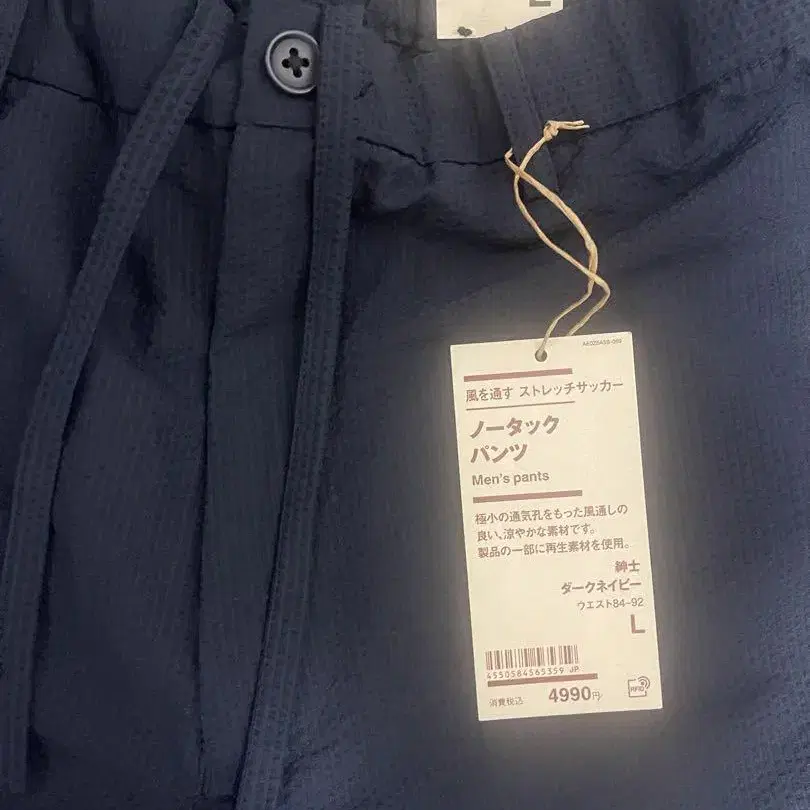 L
風を通す ストレッチサッカー
ノータック
パンツ
Men's pants
極小の通気孔をもった風通しの
良い、涼やかな素材です。
製品の一部に再生素材を使用。
紳士
ダークネイビー
ウエスト84-92
L
4550584565359 JP
消費税込 4990円
RFID